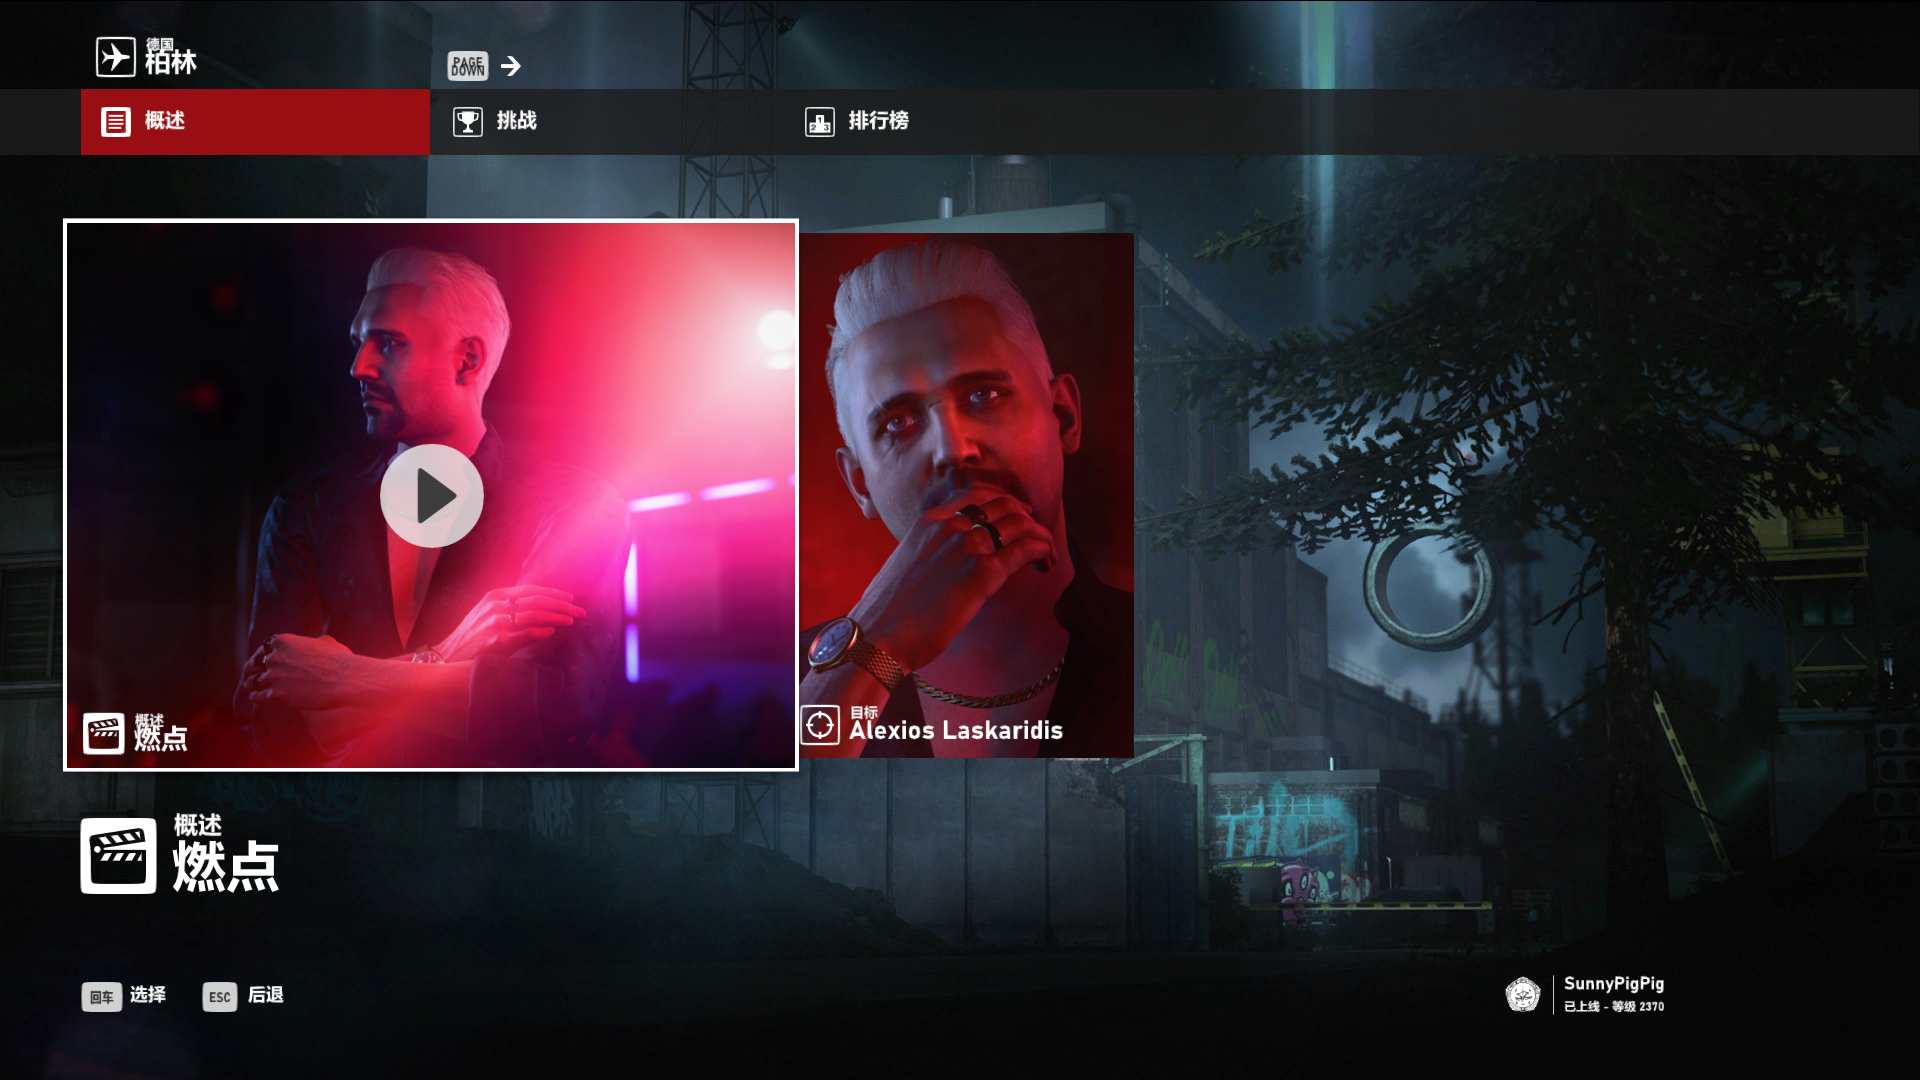 德国
柏林
PAGE DOWN
概述
挑战
排行榜
概述
燃点
目标
Alexios Laskaridis
概述
燃点
回车 选择
ESC 后退
SunnyPigPig
已上线 - 等级 2370